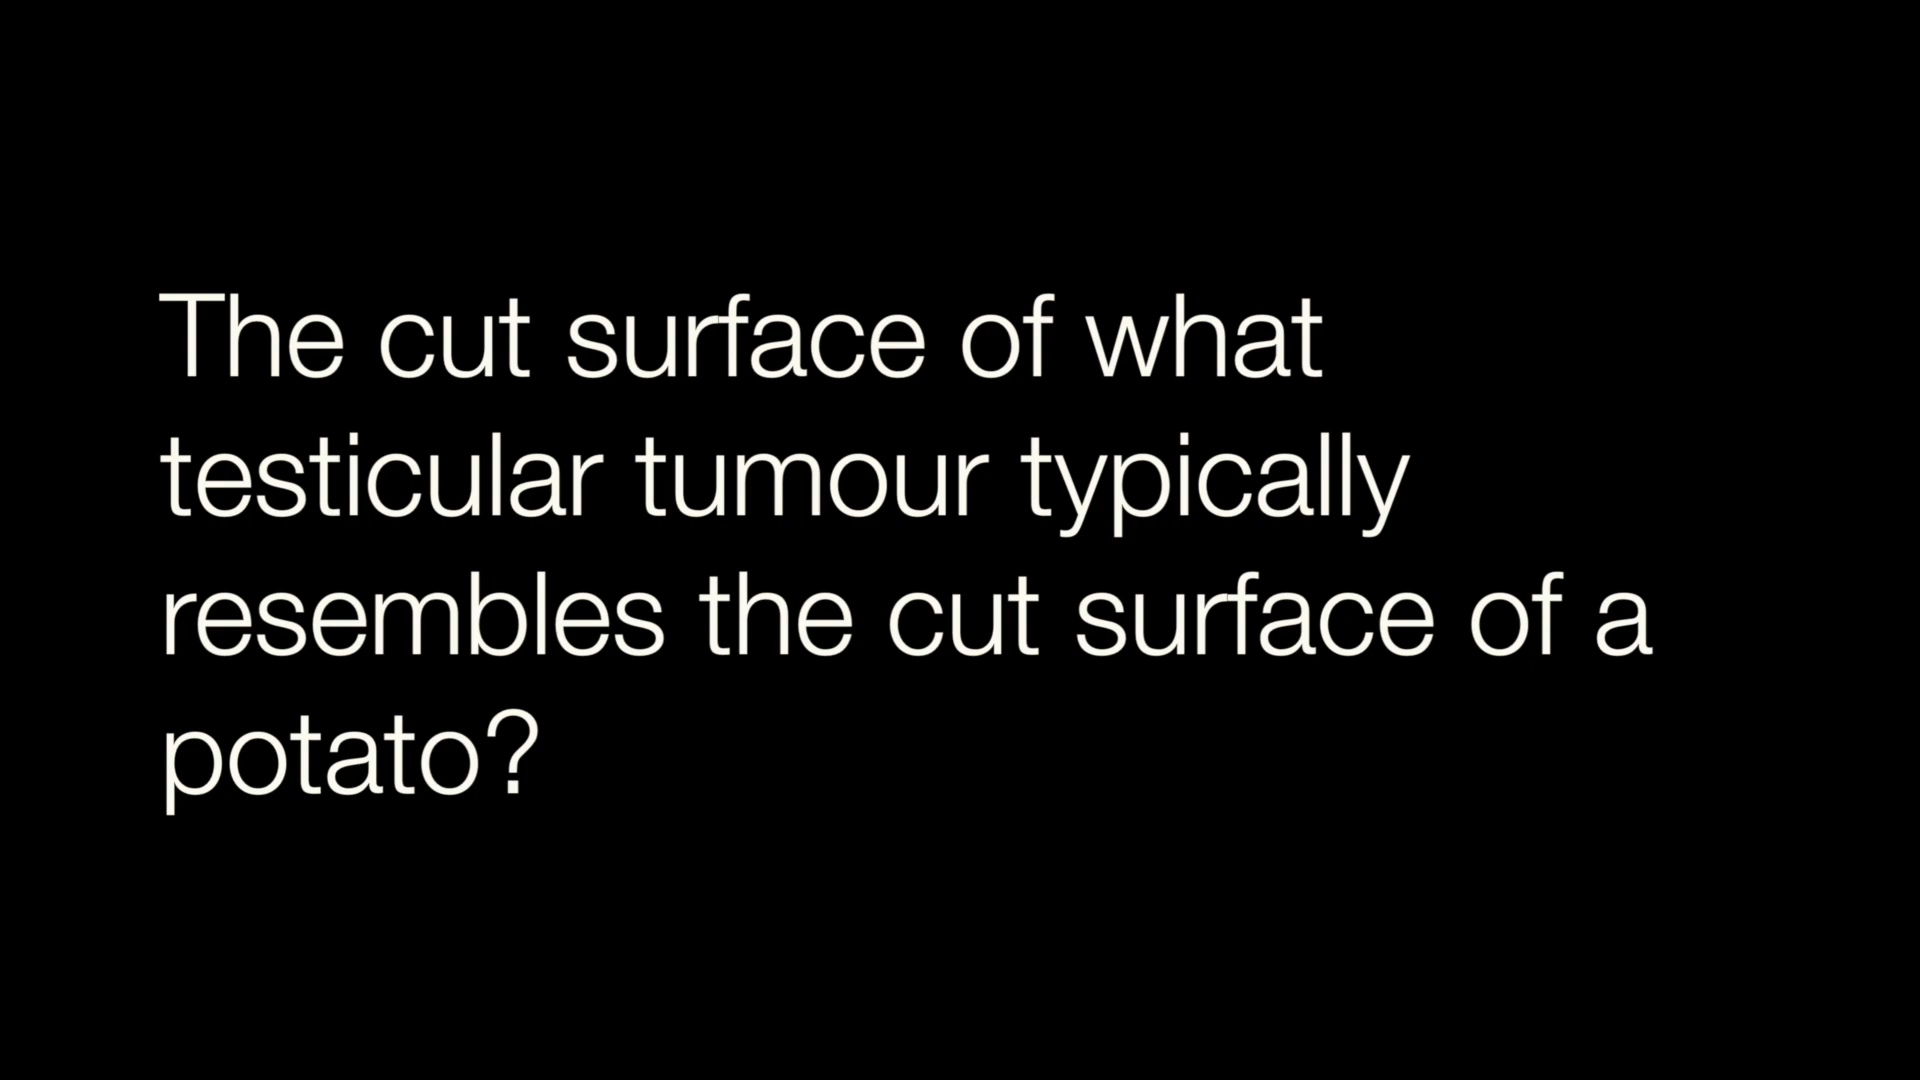 The cut surface of what
testicular tumour typically
resembles the cut surface of a
potato?